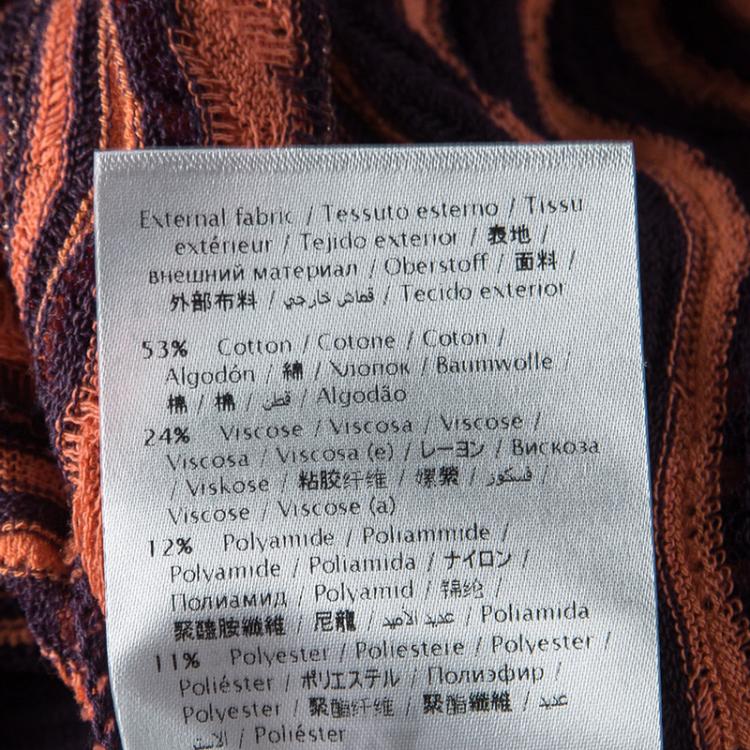 External fabric / Tessuto esterno / Tissu
extérieur / Tejido exterior / 表地 /
внешний материал / Oberstoff / 面料 /
外部布料 / قماش خارجي / Tecido exterior
53% Cotton / Cotone / Coton /
Algodón / 綿 / Хлопок / Baumwolle /
棉 / 棉 / قطن / Algodão
24% Viscose / Viscosa / Viscose /
Viscosa / Viscosa (e) / レーヨン / Вискоза
/ Viskose / 粘胶纤维 / 嫘縈 / فسكوز /
Viscose / Viscose (a)
12% Polyamide / Poliammide /
Polyamide / Poliamida / ナイロン /
Полиамид / Polyamid / 锦纶 /
聚醯胺纖維 / 尼龍 / عديد الأميد / Poliamida
11% Polyester / Poliestere / Polyester /
Poliéster / ポリエステル / Полиэфир /
Polyester / 聚酯纤维 / 聚酯纖維 / عديد
/ Poliéster